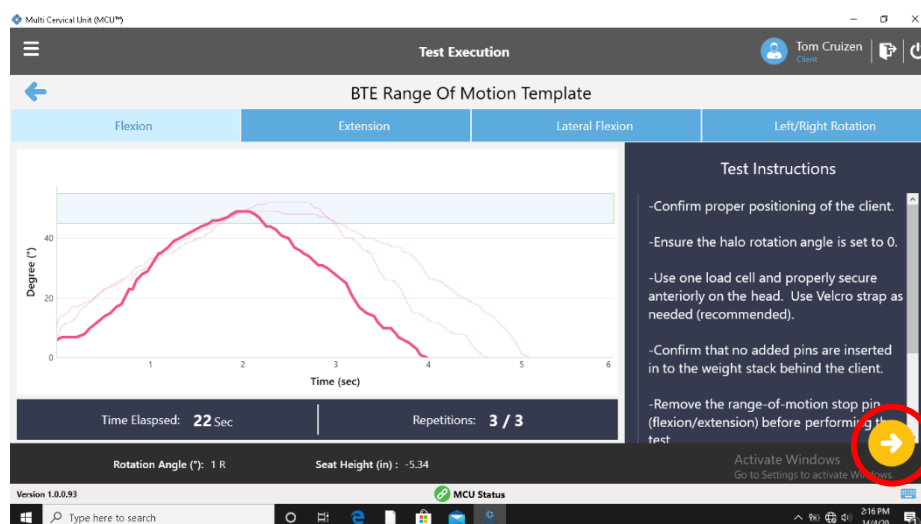 Multi Cervical Unit (MCU™)
Test Execution
Tom Cruizen
Client
BTE Range Of Motion Template
Flexion
Extension
Lateral Flexion
Left/Right Rotation
Degree (°)
40
20
0
1
2
3
4
5
6
Time (sec)
Time Elaspsed: 22 Sec
Repetitions: 3 / 3
Test Instructions
-Confirm proper positioning of the client.
-Ensure the halo rotation angle is set to 0.
-Use one load cell and properly secure
anteriorly on the head. Use Velcro strap as
needed (recommended).
-Confirm that no added pins are inserted
in to the weight stack behind the client.
-Remove the range-of-motion stop pin
(flexion/extension) before performing
test
Rotation Angle (°): 1 R
Seat Height (in) : -5.34
Activate Windows
Go to Settings to activate Windows.
Version 1.0.0.93
MCU Status
Type here to search
2:16 PM